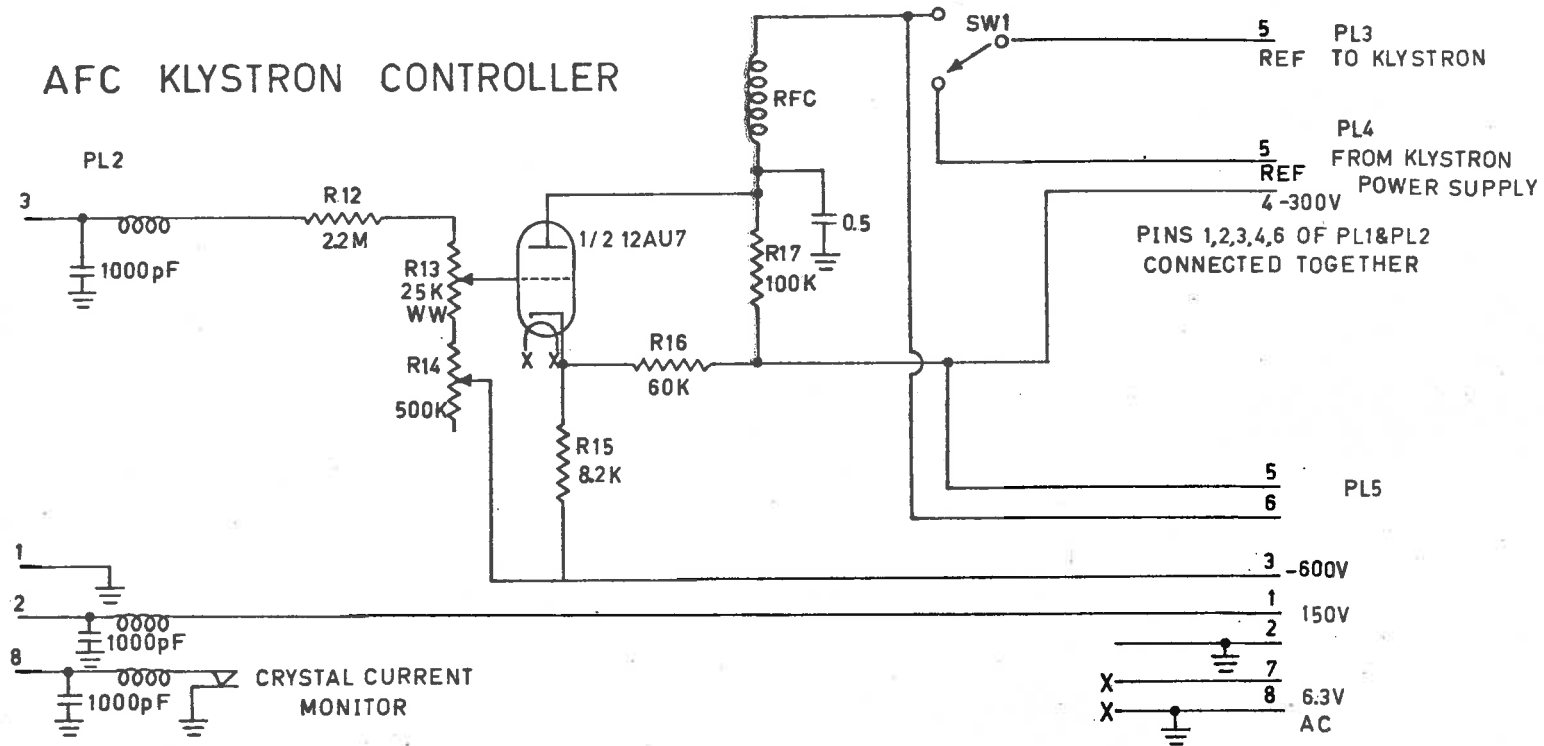 AFC KLYSTRON CONTROLLER
SW1
5
REF
PL3
TO KLYSTRON
RFC
PL4
5
REF
FROM KLYSTRON
POWER SUPPLY
4 -300V
PINS 1,2,3,4,6 OF PL1&PL2
CONNECTED TOGETHER
PL2
3
1000pF
R12
2.2M
R13
25K
WW
1/2 12AU7
0.5
R17
100K
R14
500K
X X
R16
60K
R15
8.2K
5
6
PL5
3 -600V
1
2
1000pF
1
150V
2
8
1000pF
CRYSTAL CURRENT
MONITOR
X
7
X
8
6.3V
AC